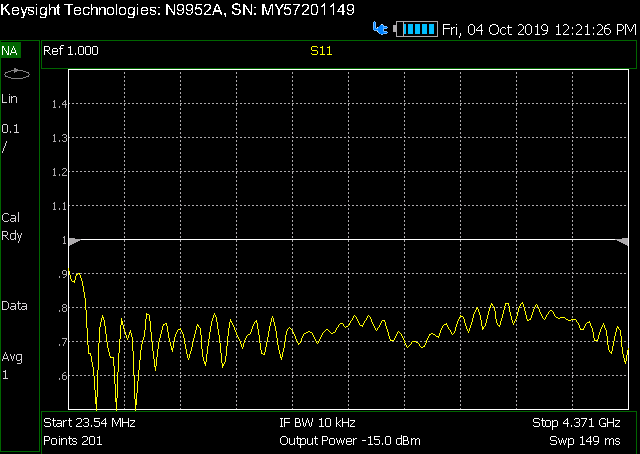 Keysight Technologies: N9952A, SN: MY57201149
Fri, 04 Oct 2019 12:21:26 PM
NA
Ref 1.000
S11
Lin
0.1
/
Cal
Rdy
Data
Avg
1
1.4
1.3
1.2
1.1
1
.9
.8
.7
.6
Start 23.54 MHz
IF BW 10 kHz
Stop 4.371 GHz
Points 201
Output Power -15.0 dBm
Swp 149 ms